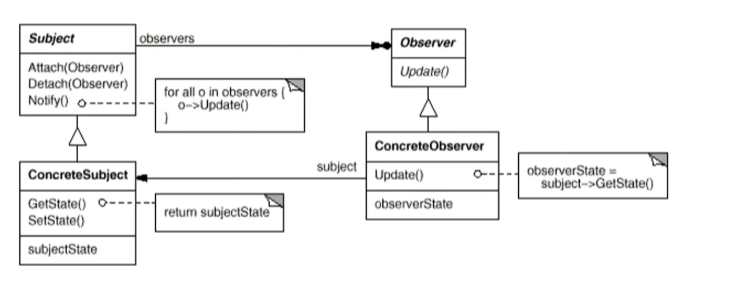 Subject
observers
Observer
Attach(Observer)
Detach(Observer)
Notify()
for all o in observers {
o->Update()
}
Update()
ConcreteSubject
GetState()
SetState()
subjectState
return subjectState
subject
ConcreteObserver
Update()
observerState
observerState =
subject->GetState()